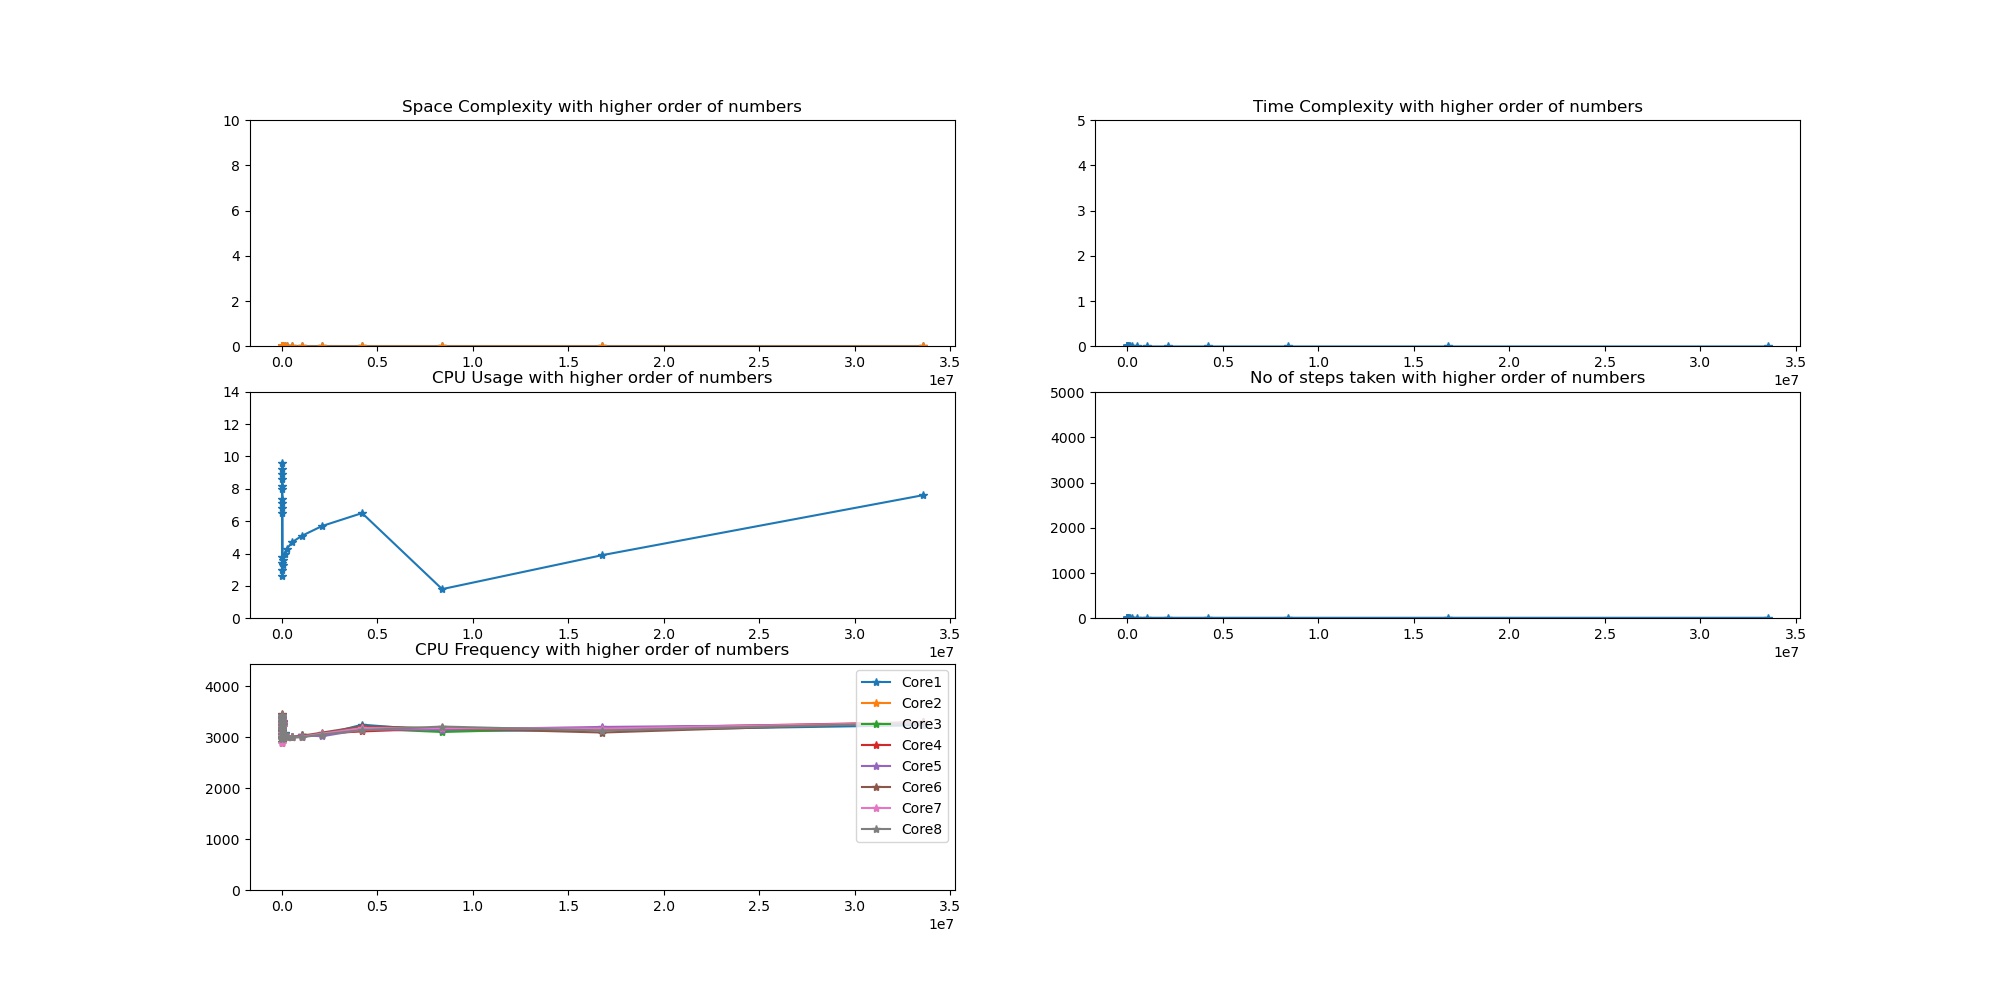 Space Complexity with higher order of numbers
10
8
6
4
2
0
0.0 0.5 1.0 1.5 2.0 2.5 3.0 3.5
1e7
Time Complexity with higher order of numbers
5
4
3
2
1
0
0.0 0.5 1.0 1.5 2.0 2.5 3.0 3.5
1e7
CPU Usage with higher order of numbers
14
12
10
8
6
4
2
0
0.0 0.5 1.0 1.5 2.0 2.5 3.0 3.5
1e7
No of steps taken with higher order of numbers
5000
4000
3000
2000
1000
0
0.0 0.5 1.0 1.5 2.0 2.5 3.0 3.5
1e7
CPU Frequency with higher order of numbers
4000
3000
2000
1000
0
0.0 0.5 1.0 1.5 2.0 2.5 3.0 3.5
1e7
Core1
Core2
Core3
Core4
Core5
Core6
Core7
Core8